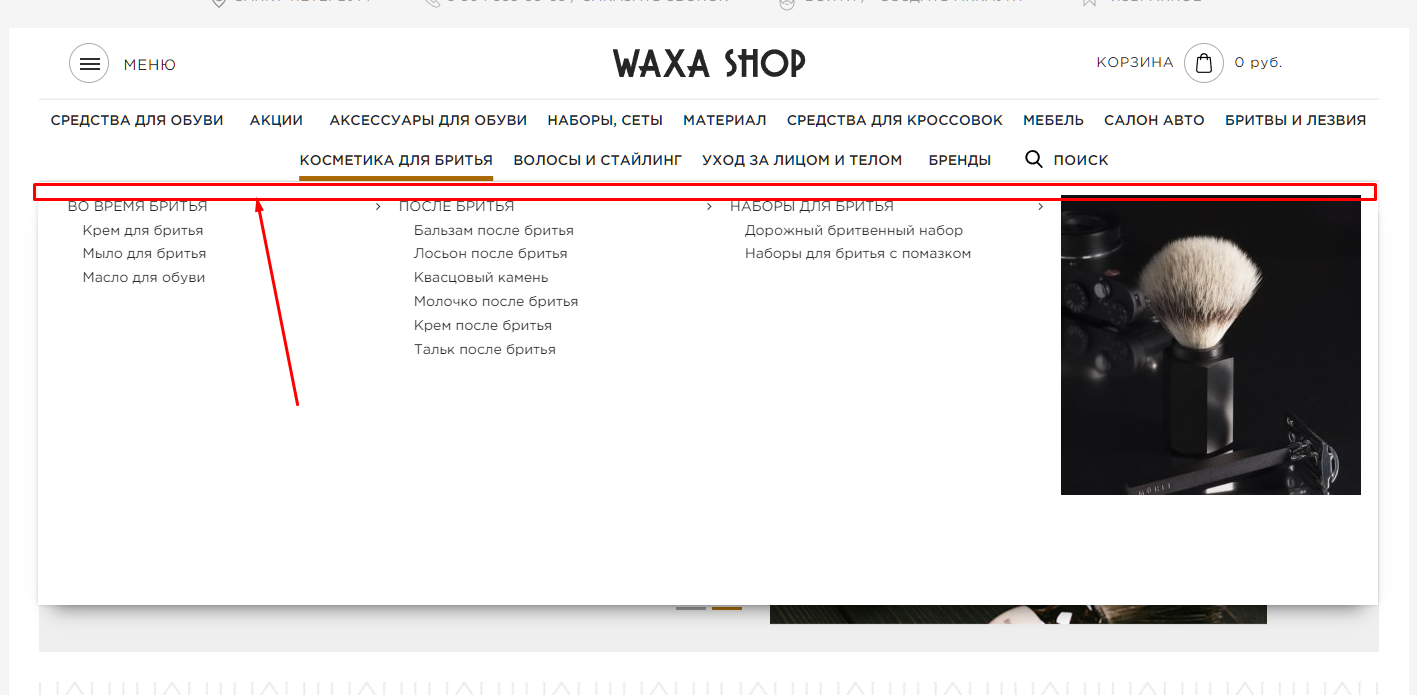 МЕНЮ
WAXA SHOP
КОРЗИНА 0 руб.
СРЕДСТВА ДЛЯ ОБУВИ АКЦИИ АКСЕССУАРЫ ДЛЯ ОБУВИ НАБОРЫ, СЕТЫ МАТЕРИАЛ СРЕДСТВА ДЛЯ КРОССОВОК МЕБЕЛЬ САЛОН АВТО БРИТВЫ И ЛЕЗВИЯ
КОСМЕТИКА ДЛЯ БРИТЬЯ ВОЛОСЫ И СТАЙЛИНГ УХОД ЗА ЛИЦОМ И ТЕЛОМ БРЕНДЫ ПОИСК
ВО ВРЕМЯ БРИТЬЯ
Крем для бритья
Мыло для бритья
Масло для обуви
ПОСЛЕ БРИТЬЯ
Бальзам после бритья
Лосьон после бритья
Квасцовый камень
Молочко после бритья
Крем после бритья
Тальк после бритья
НАБОРЫ ДЛЯ БРИТЬЯ
Дорожный бритвенный набор
Наборы для бритья с помазком